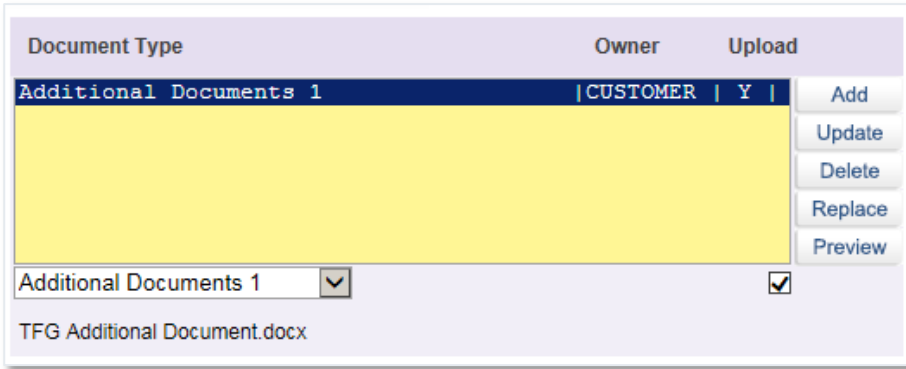 Document Type Owner Upload
Additional Documents 1 |CUSTOMER | Y |
Add
Update
Delete
Replace
Preview
Additional Documents 1
TFG Additional Document.docx